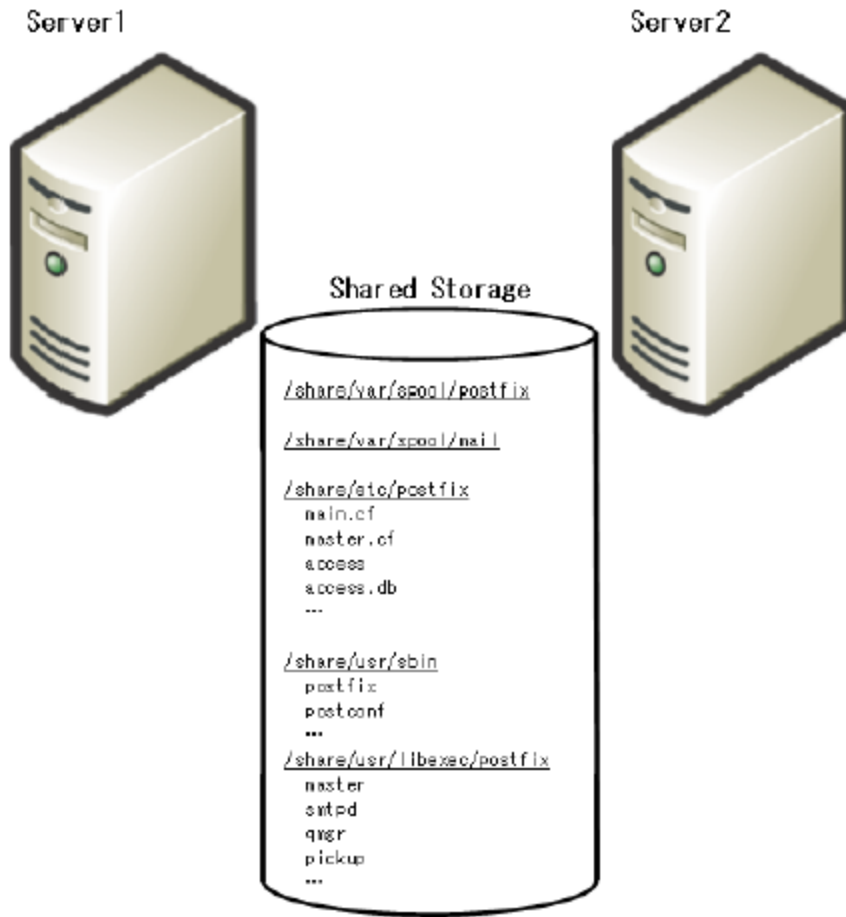 Server1
Server2
Shared Storage
/share/var/spool/postfix
/share/var/spool/mail
/share/etc/postfix
main.cf
master.cf
access
access.db
...
/share/usr/sbin
postfix
postconf
...
/share/usr/libexec/postfix
master
smtpd
qmgr
pickup
...